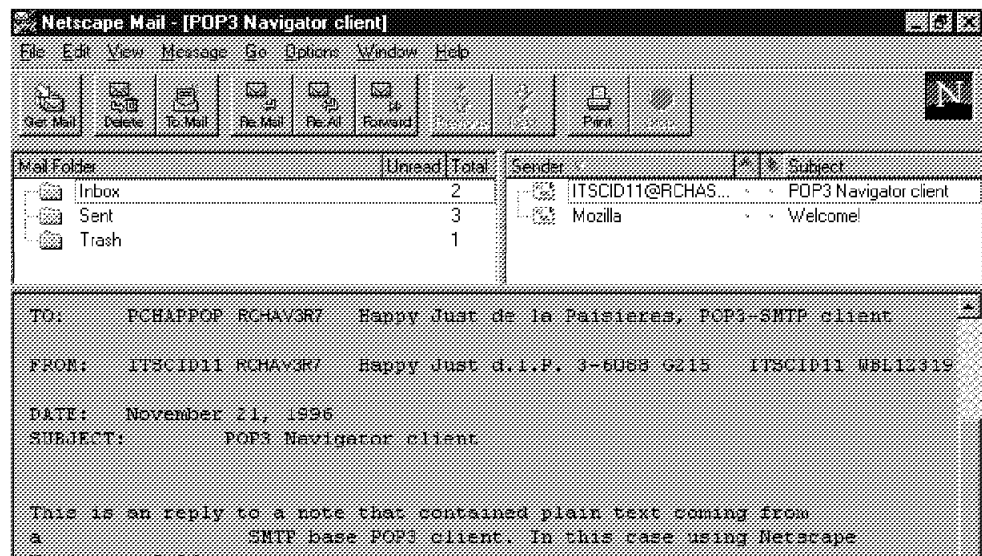 Netscape Mail - [POP3 Navigator client]
File Edit View Message Go Options Window Help
Get Mail Delete To: Mail Re: Mail Re: All Forward Print
N
Mail Folder Unread Total
Inbox 2
Sent 3
Trash 1
Sender Subject
ITSCID11@RCHAS... POP3 Navigator client
Mozilla Welcome!
TO: PCHAPPOP RCHAV3R7 Happy Just de la Paisieres, POP3-SMTP client
FROM: ITSCID11 RCHAV3R7 Happy Just d.l.P. 3-6U88 G215 ITSCID11 WBL12319
DATE: November 21, 1996
SUBJECT: POP3 Navigator client
This is an reply to a note that contained plain text coming from
a SMTP base POP3 client. In this case using Netscape